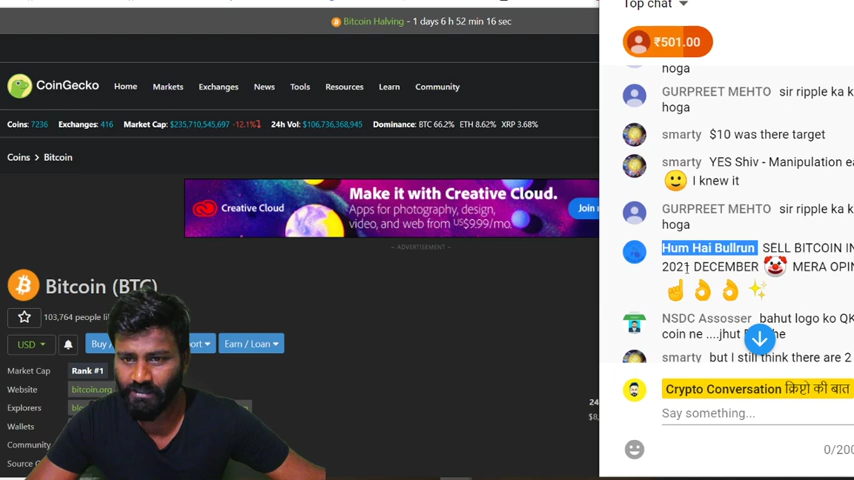 Bitcoin Halving - 1 days 6 h 52 min 16 sec
CoinGecko Home Markets Exchanges News Tools Resources Learn Community
Coins: 7236 Exchanges: 416 Market Cap: $235,710,545,697 -12.1% 24h Vol: $106,736,368,945 Dominance: BTC 66.2% ETH 8.62% XRP 3.68%
Coins > Bitcoin
Creative Cloud
Make it with Creative Cloud.
Apps for photography, design,
video, and web from US$9.99/mo.
Join
– ADVERTISEMENT –
Bitcoin (BTC)
103,764 people
USD
Earn / Loan
Market Cap Rank #1
Website bitcoin.org
Explorers
Wallets
Community
24
$8,
Top chat
₹501.00
hoga
GURPREET MEHTO sir ripple ka k
hoga
smarty $10 was there target
smarty YES Shiv - Manipulation
I knew it
GURPREET MEHTO sir ripple ka k
hoga
Hum Hai Bullrun SELL BITCOIN IN
2021 DECEMBER MERA
NSDC Assosser bahut logo ko QK
coin ne ....jhut
smarty but I still think there are 2
Crypto Conversation क्रिप्टो की बात
Say something...
0/200